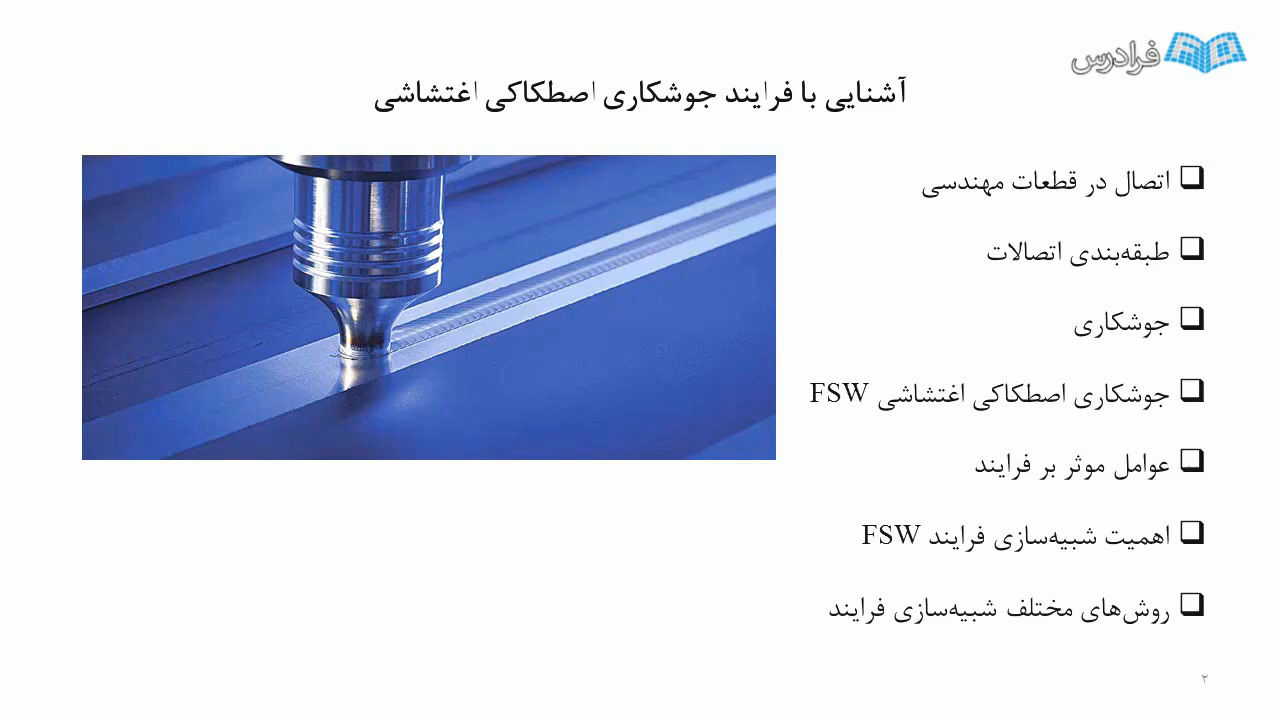 فرادرس
آشنایی با فرایند جوشکاری اصطکاکی اغتشاشی
اتصال در قطعات مهندسی
طبقه‌بندی اتصالات
جوشکاری
جوشکاری اصطکاکی اغتشاشی FSW
عوامل موثر بر فرایند
اهمیت شبیه‌سازی فرایند FSW
روش‌های مختلف شبیه‌سازی فرایند
۲